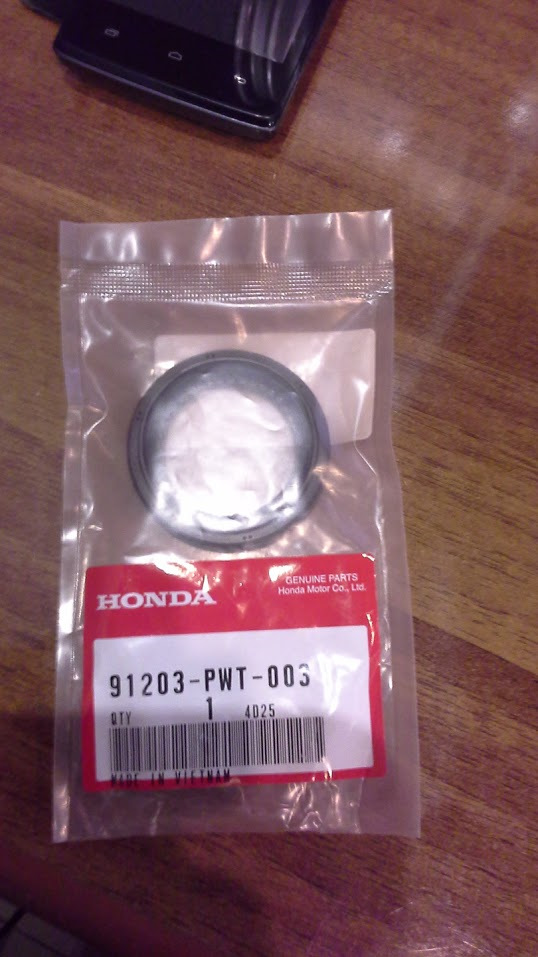 HONDA
GENUINE PARTS
Honda Motor Co., Ltd.
91203-PWT-003
QTY 1 4D25
MADE IN VIETNAM